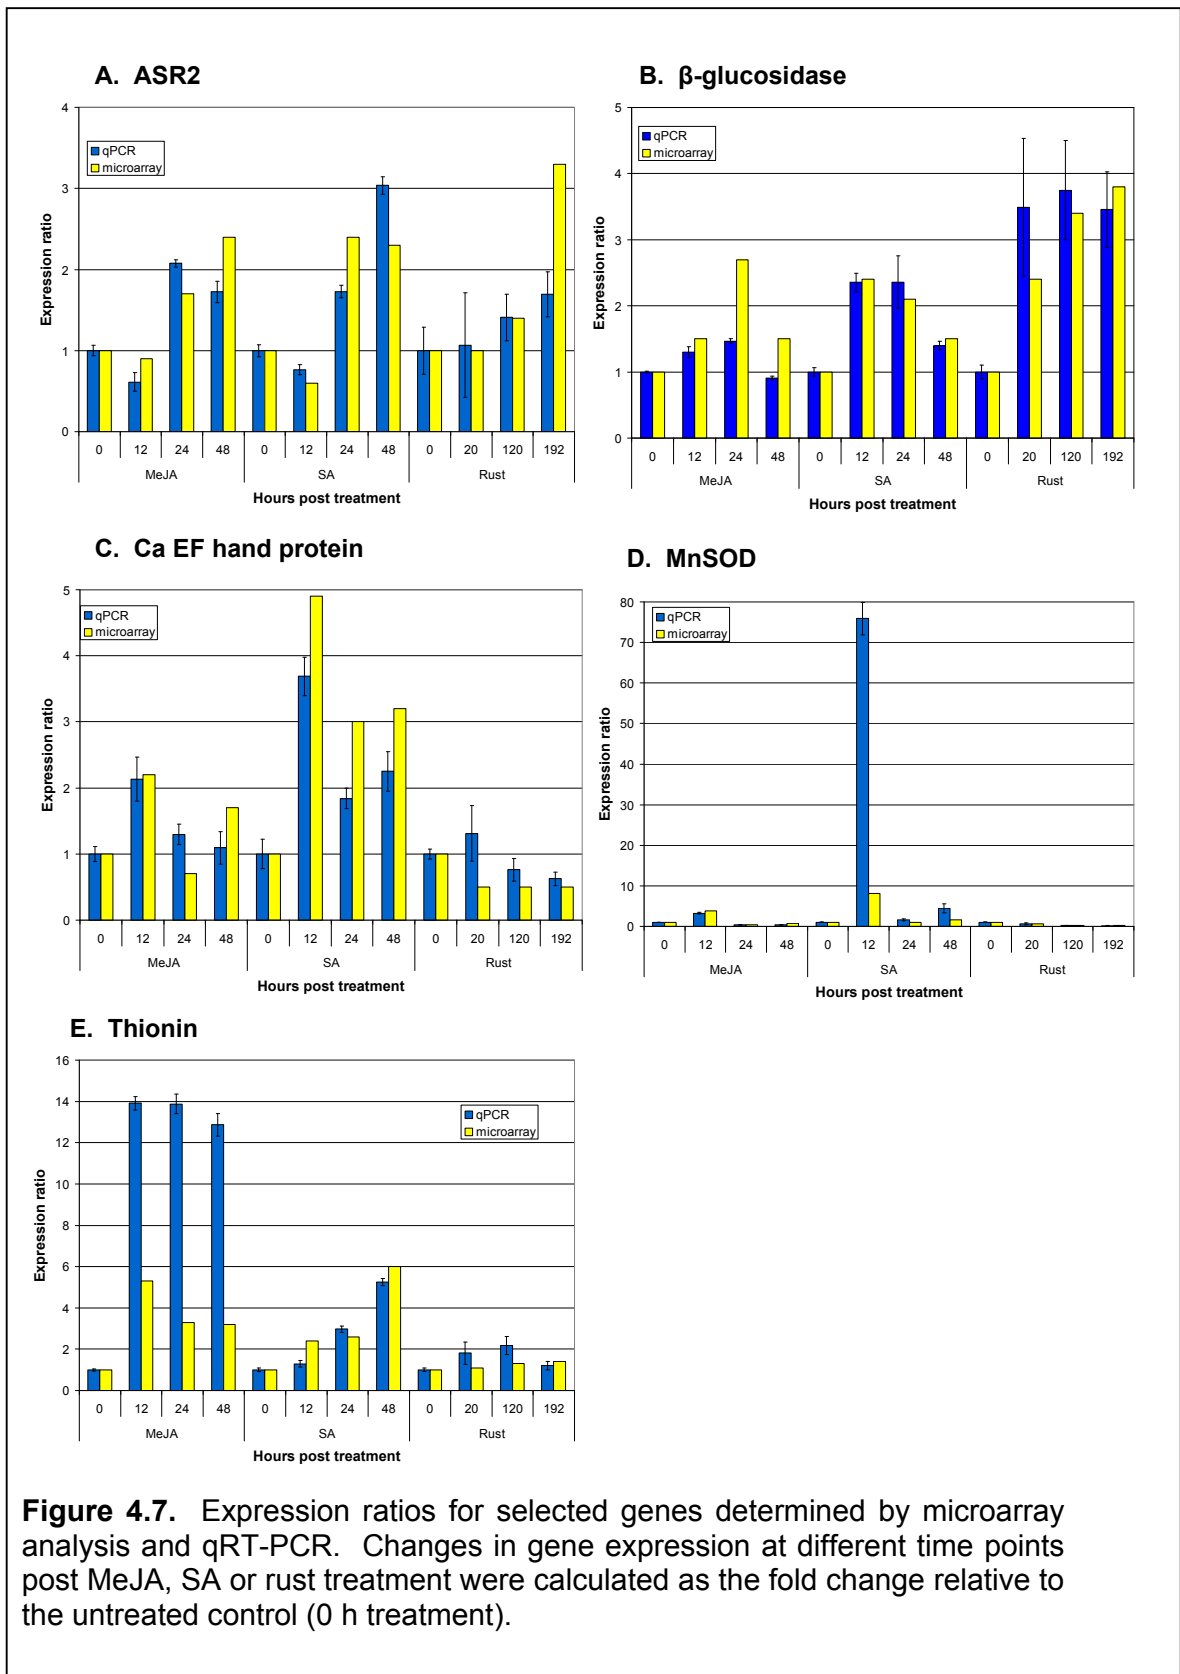 A. ASR2
4
3
2
1
0
Expression ratio
qPCR
microarray
0 12 24 48 0 12 24 48 0 20 120 192
MeJA SA Rust
Hours post treatment
B. β-glucosidase
5
4
3
2
1
0
Expression ratio
qPCR
microarray
0 12 24 48 0 12 24 48 0 20 120 192
MeJA SA Rust
Hours post treatment
C. Ca EF hand protein
5
4
3
2
1
0
Expression ratio
qPCR
microarray
0 12 24 48 0 12 24 48 0 20 120 192
MeJA SA Rust
Hours post treatment
D. MnSOD
80
70
60
50
40
30
20
10
0
Expression ratio
qPCR
microarray
0 12 24 48 0 12 24 48 0 20 120 192
MeJA SA Rust
Hours post treatment
E. Thionin
16
14
12
10
8
6
4
2
0
Expression ratio
qPCR
microarray
0 12 24 48 0 12 24 48 0 20 120 192
MeJA SA Rust
Hours post treatment
Figure 4.7. Expression ratios for selected genes determined by microarray
analysis and qRT-PCR. Changes in gene expression at different time points
post MeJA, SA or rust treatment were calculated as the fold change relative to
the untreated control (0 h treatment).